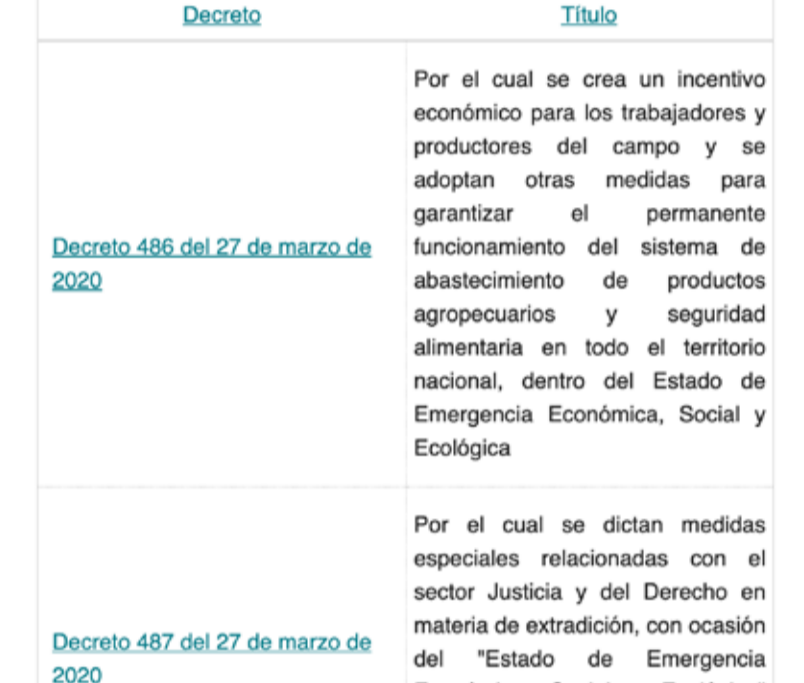 Decreto
Título
Por el cual se crea un incentivo
económico para los trabajadores y
productores del campo y se
adoptan otras medidas para
garantizar el permanente
funcionamiento del sistema de
abastecimiento de productos
agropecuarios y seguridad
alimentaria en todo el territorio
nacional, dentro del Estado de
Emergencia Económica, Social y
Ecológica
Decreto 486 del 27 de marzo de
2020
Por el cual se dictan medidas
especiales relacionadas con el
sector Justicia y del Derecho en
materia de extradición, con ocasión
del "Estado de Emergencia
Decreto 487 del 27 de marzo de
2020